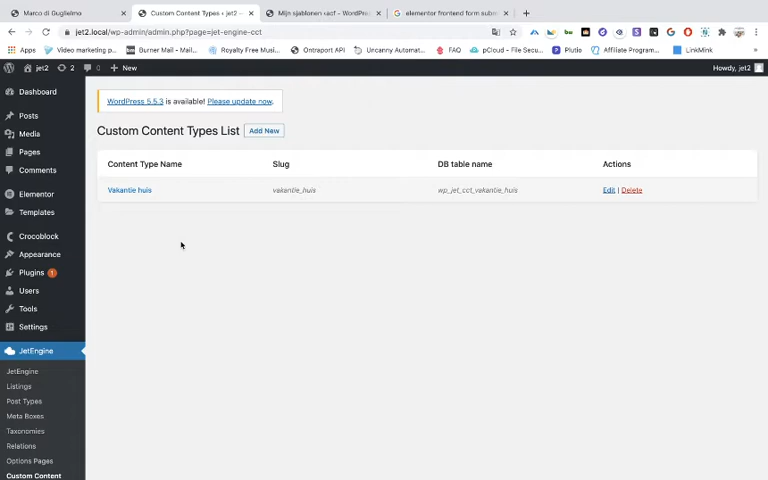 Marco di Guglielmo
Custom Content Types ‹ jet2 —
Mijn sjablonen ‹acf – WordPre
elementor frontend form subm
jet2.local/wp-admin/admin.php?page=jet-engine-cct
Apps
Video marketing p...
Burner Mail - Mail...
Royalty Free Musi...
Ontraport API
Uncanny Automat...
FAQ
pCloud - File Secu...
Plutio
Affiliate Program...
LinkMink
jet2
2
0
New
Howdy, jet2
Dashboard
Posts
Media
Pages
Comments
Elementor
Templates
Crocoblock
Appearance
Plugins 1
Users
Tools
Settings
JetEngine
JetEngine
Listings
Post Types
Meta Boxes
Taxonomies
Relations
Options Pages
Custom Content
WordPress 5.5.3 is available! Please update now.
Custom Content Types List
Add New
Content Type Name
Slug
DB table name
Actions
Vakantie huis
vakantie_huis
wp_jet_cct_vakantie_huis
Edit | Delete